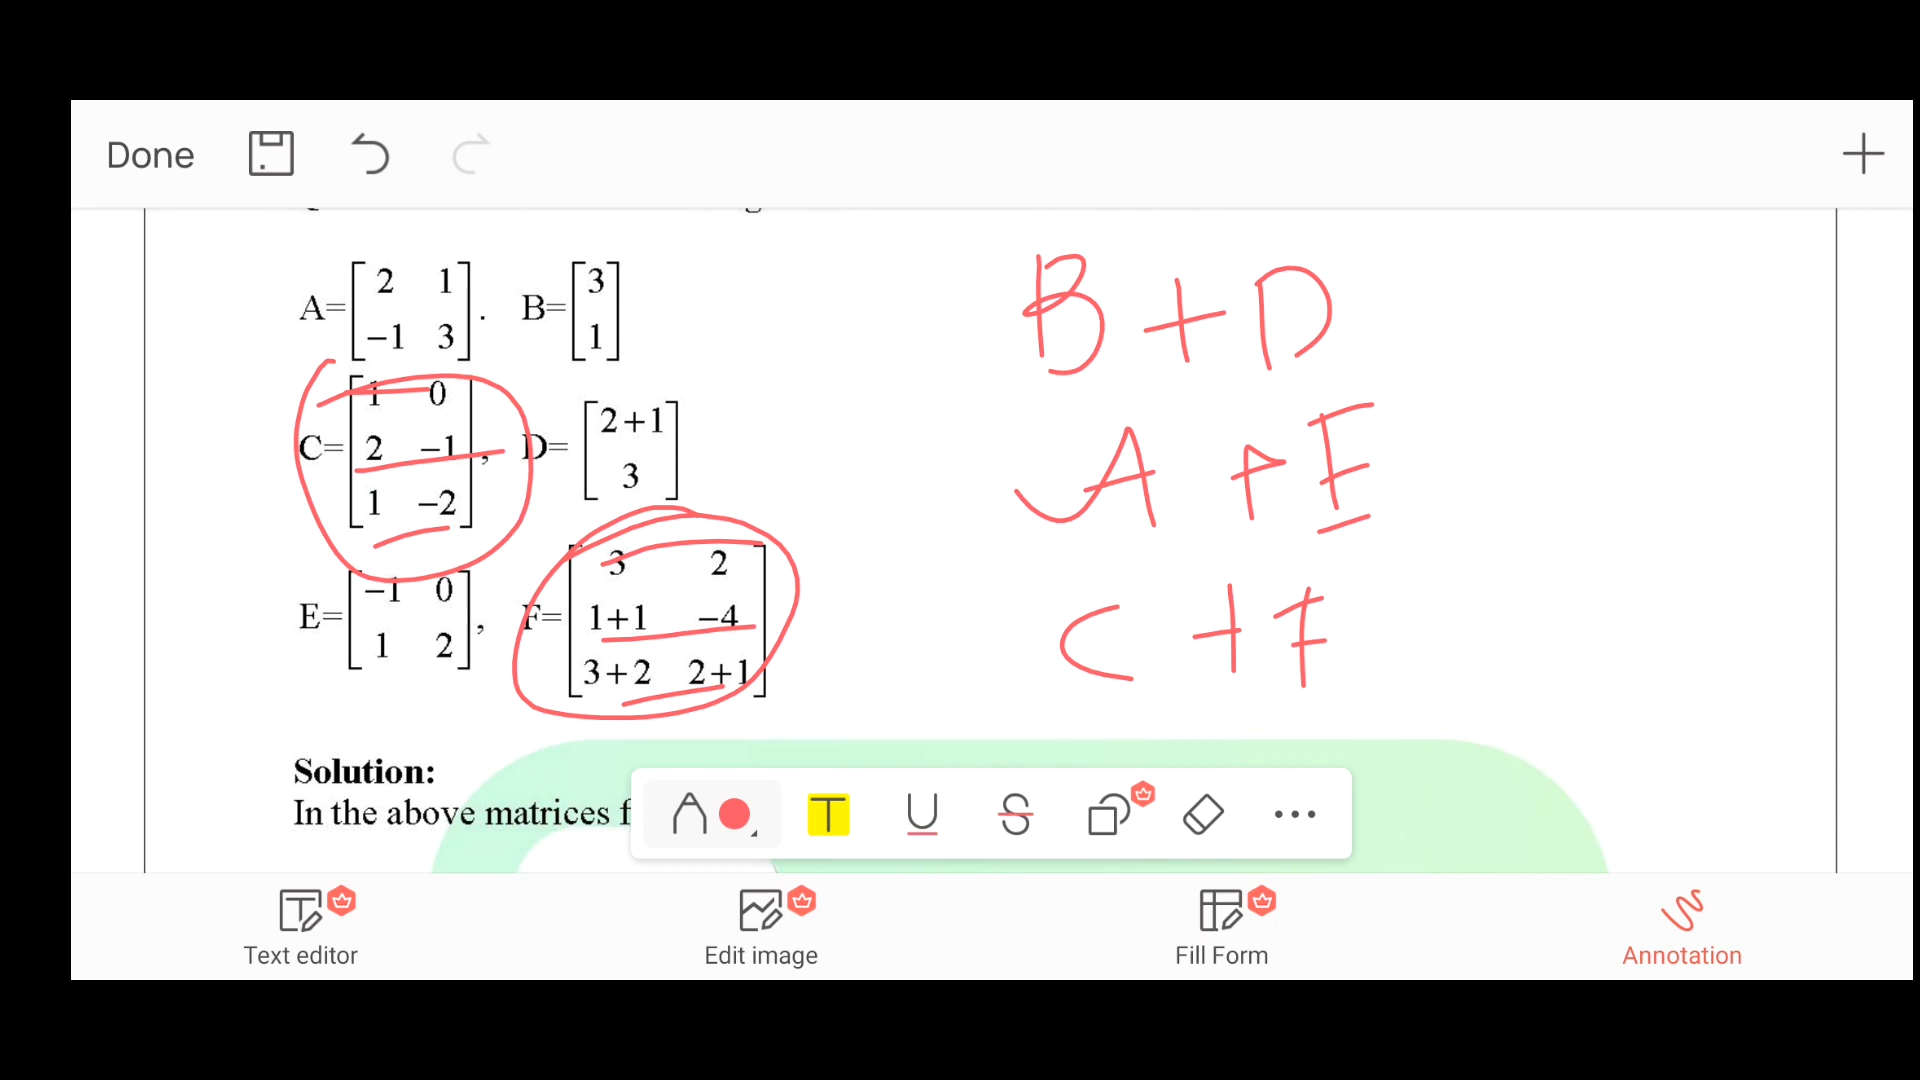 Done
A=[2 1
−1 3]. B=[3
1]
C=[1 0
2 −1
1 −2], D=[2+1
3]
E=[−1 0
1 2], F=[3 2
1+1 −4
3+2 2+1]
B+D
A+E
C+F
Solution:
In the above matrices f
T U S
Text editor Edit image Fill Form Annotation